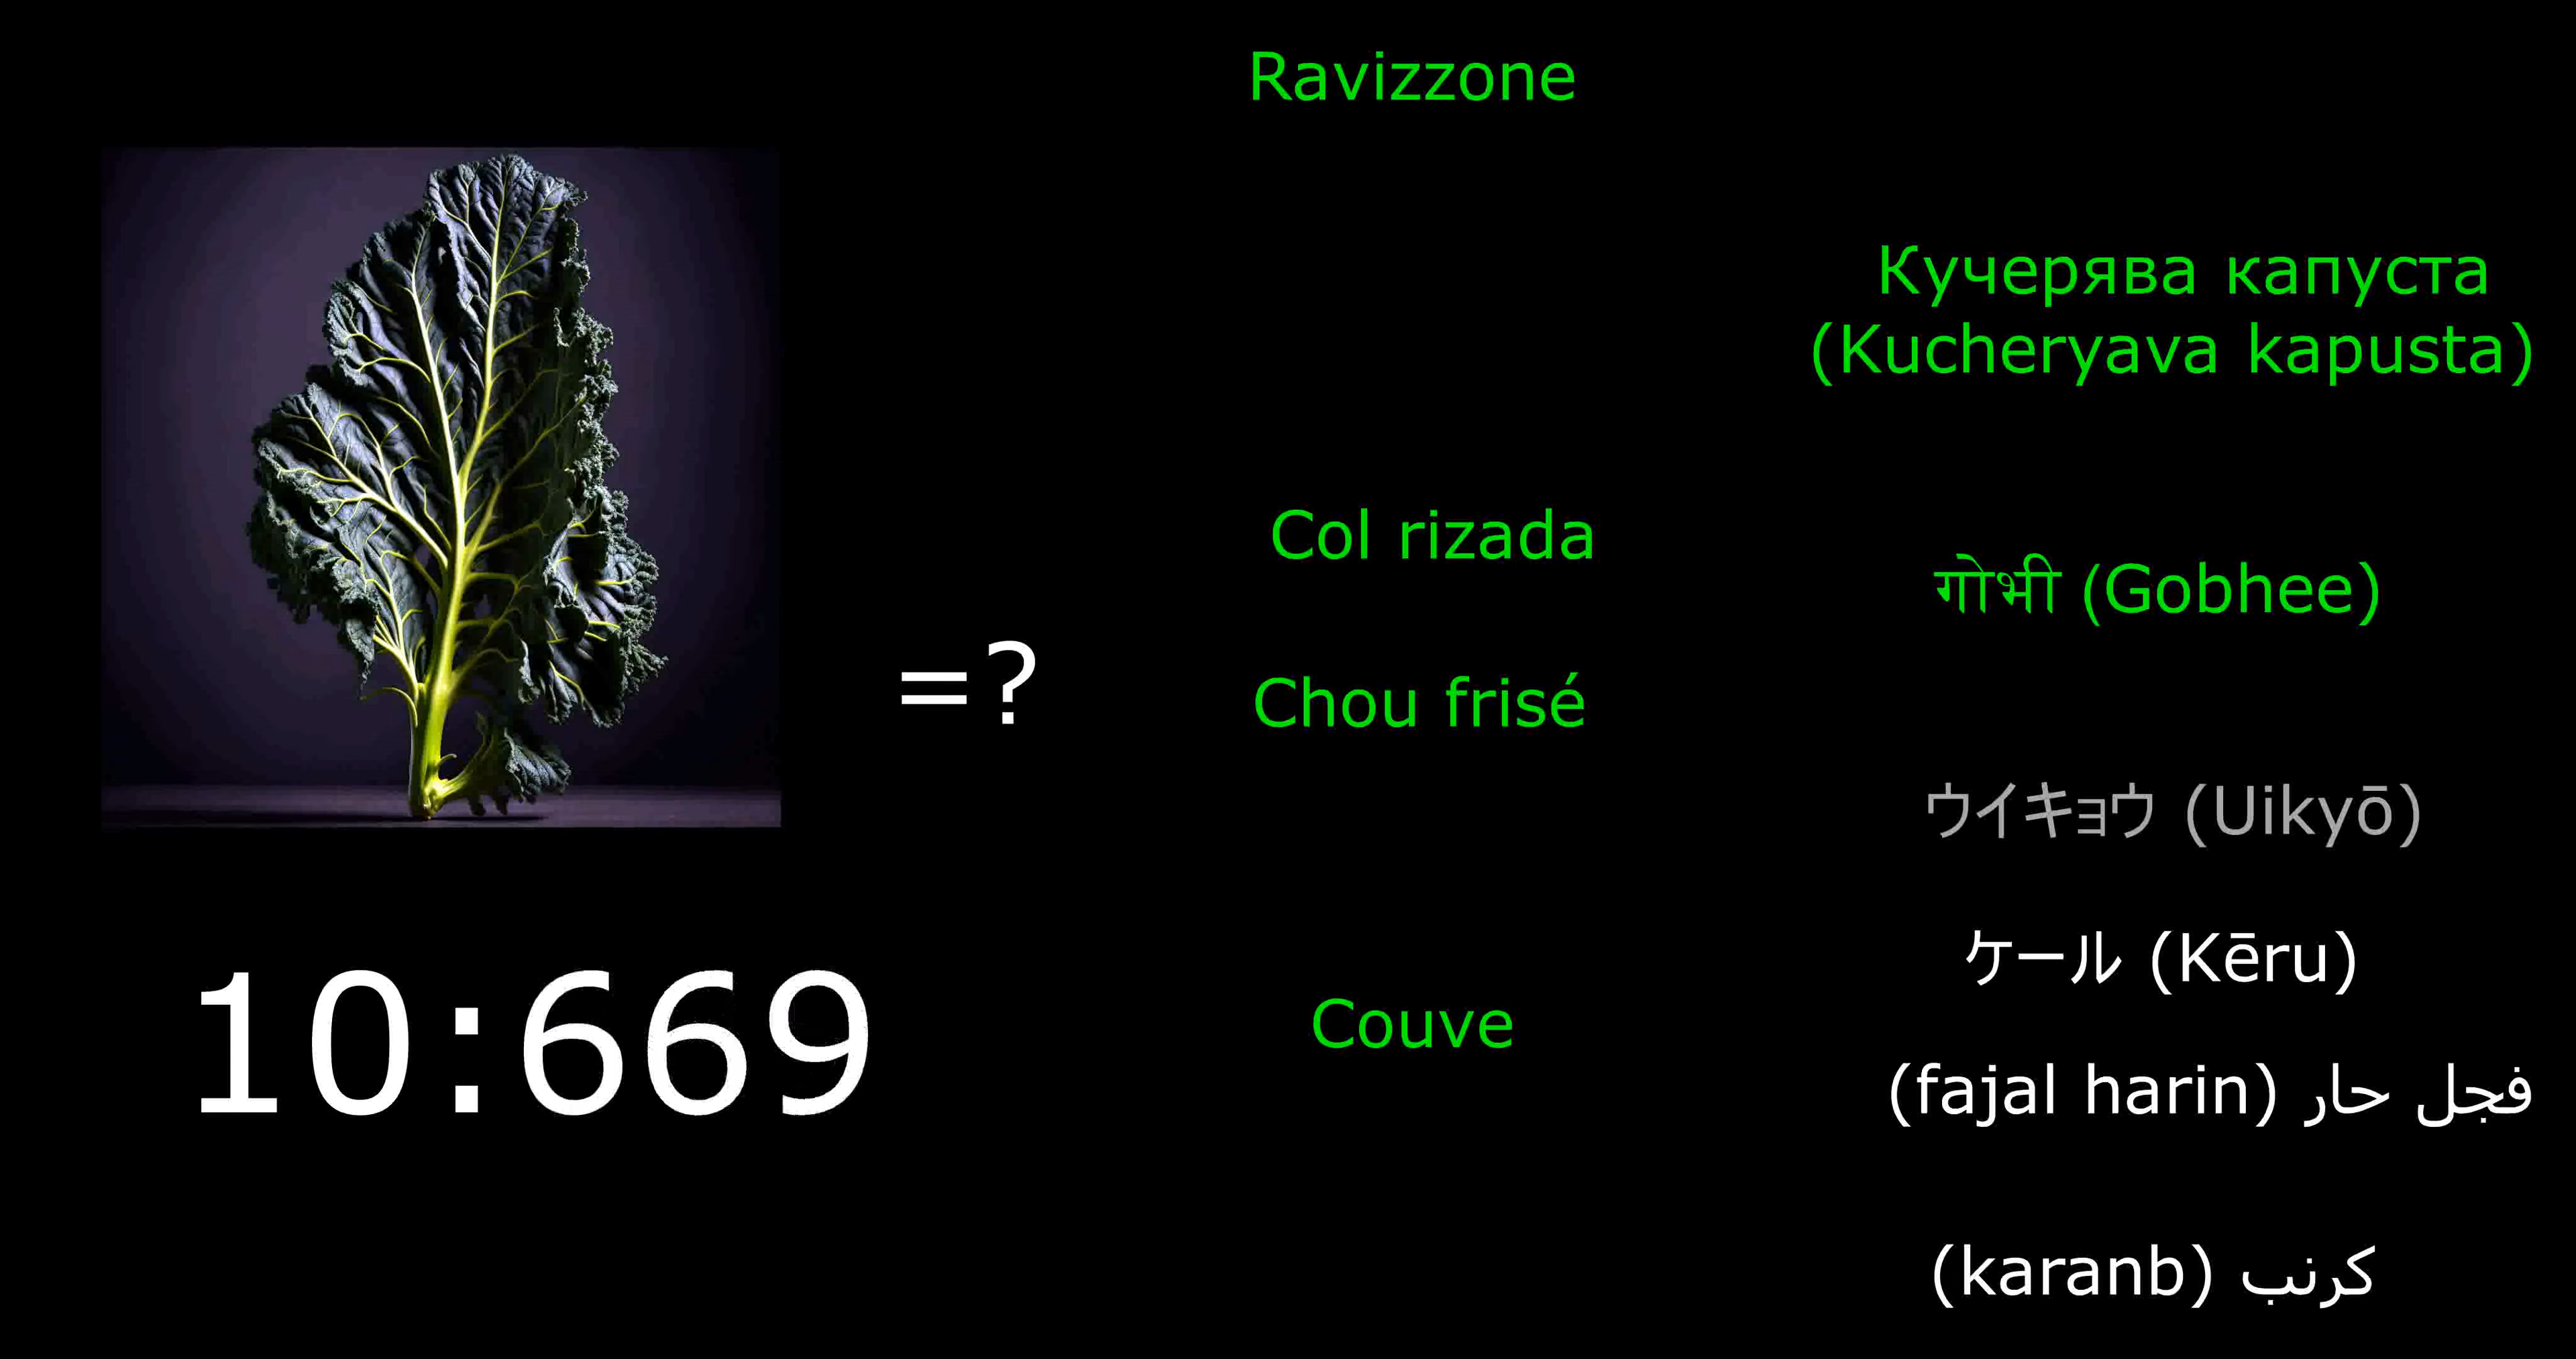 Ravizzone
Кучерява капуста
(Kucheryava kapusta)
Col rizada
गोभी (Gobhee)
=?
Chou frisé
ウイキョウ (Uikyō)
ケール (Kēru)
10:669
Couve
فجل حار (fajal harin)
كرنب (karanb)